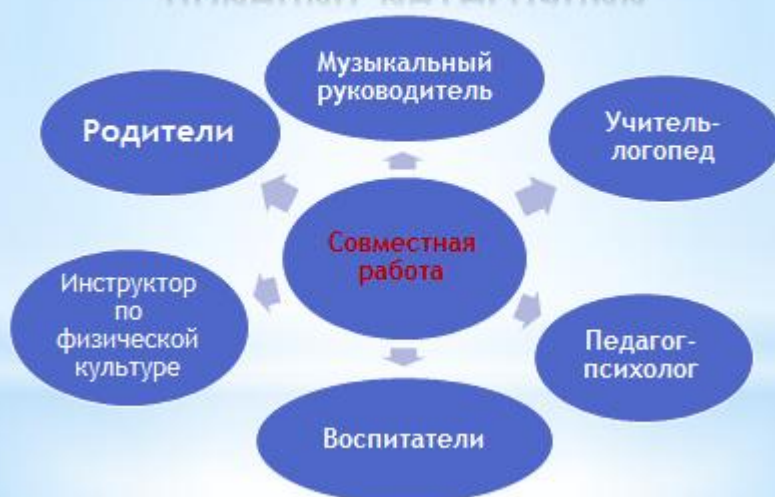 Музыкальный
руководитель
Родители
Учитель-
логопед
Совместная
работа
Инструктор
по
физической
культуре
Педагог-
психолог
Воспитатели